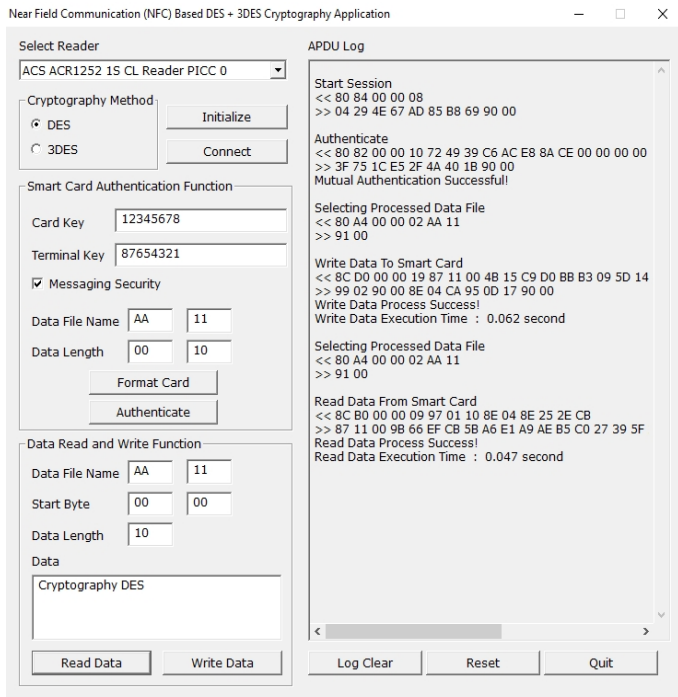 Near Field Communication (NFC) Based DES + 3DES Cryptography Application
Select Reader
ACS ACR1252 1S CL Reader PICC 0
Cryptography Method
DES
3DES
Initialize
Connect
Smart Card Authentication Function
Card Key 12345678
Terminal Key 87654321
Messaging Security
Data File Name AA 11
Data Length 00 10
Format Card
Authenticate
Data Read and Write Function
Data File Name AA 11
Start Byte 00 00
Data Length 10
Data
Cryptography DES
Read Data Write Data
APDU Log
Start Session
<< 80 84 00 00 08
>> 04 29 4E 67 AD 85 B8 69 90 00
Authenticate
<< 80 82 00 00 10 72 49 39 C6 AC E8 8A CE 00 00 00 00
>> 3F 75 1C E5 2F 4A 40 1B 90 00
Mutual Authentication Successful!
Selecting Processed Data File
<< 80 A4 00 00 02 AA 11
>> 91 00
Write Data To Smart Card
<< 8C D0 00 00 19 87 11 00 4B 15 C9 D0 BB B3 09 5D 14
>> 99 02 90 00 8E 04 CA 95 0D 17 90 00
Write Data Process Success!
Write Data Execution Time : 0.062 second
Selecting Processed Data File
<< 80 A4 00 00 02 AA 11
>> 91 00
Read Data From Smart Card
<< 8C B0 00 00 09 97 01 10 8E 04 8E 25 2E CB
>> 87 11 00 9B 66 EF CB 5B A6 E1 A9 AE B5 C0 27 39 5F
Read Data Process Success!
Read Data Execution Time : 0.047 second
Log Clear Reset Quit